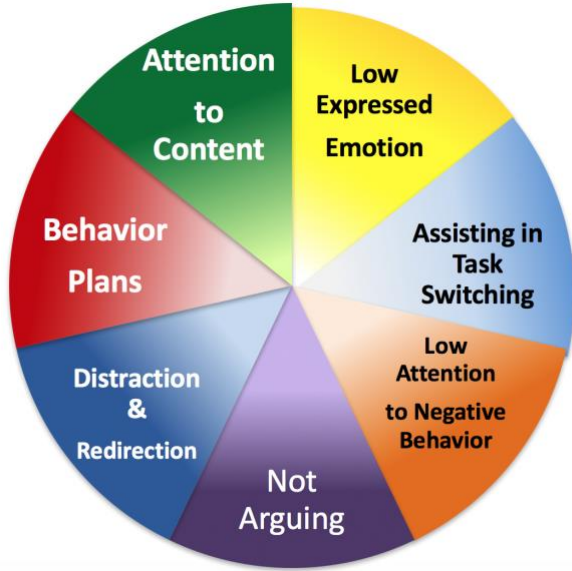 Attention
to
Content
Low
Expressed
Emotion
Assisting in
Task
Switching
Low
Attention
to Negative
Behavior
Not
Arguing
Distraction
&
Redirection
Behavior
Plans